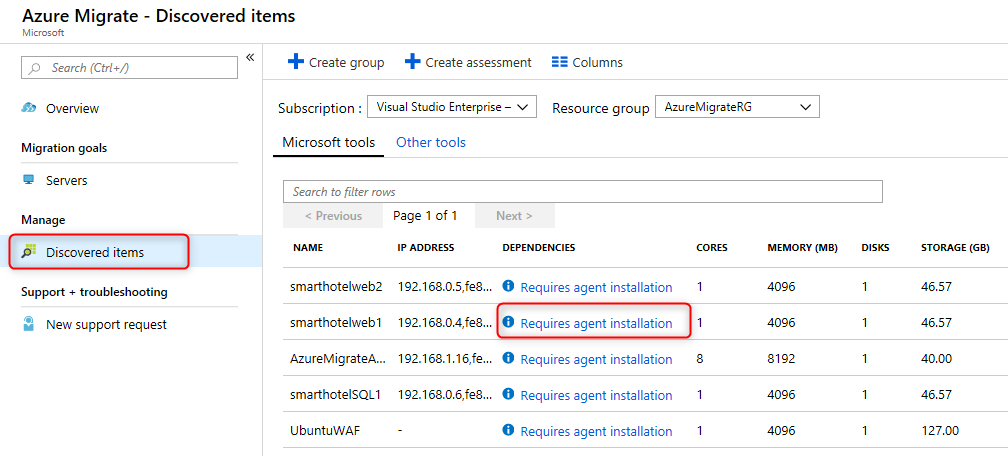 Azure Migrate - Discovered items
Microsoft
Search (Ctrl+/)
«
Overview
Migration goals
Servers
Manage
Discovered items
Support + troubleshooting
New support request
Create group Create assessment Columns
Subscription : Visual Studio Enterprise – Resource group AzureMigrateRG
Microsoft tools Other tools
Search to filter rows
< Previous Page 1 of 1 Next >
NAME IP ADDRESS DEPENDENCIES CORES MEMORY (MB) DISKS STORAGE (GB)
smarthotelweb2 192.168.0.5,fe8... Requires agent installation 1 4096 1 46.57
smarthotelweb1 192.168.0.4,fe8... Requires agent installation 1 4096 1 46.57
AzureMigrateA... 192.168.1.16,fe... Requires agent installation 8 8192 1 40.00
smarthotelSQL1 192.168.0.6,fe8... Requires agent installation 1 4096 1 46.57
UbuntuWAF - Requires agent installation 1 4096 1 127.00